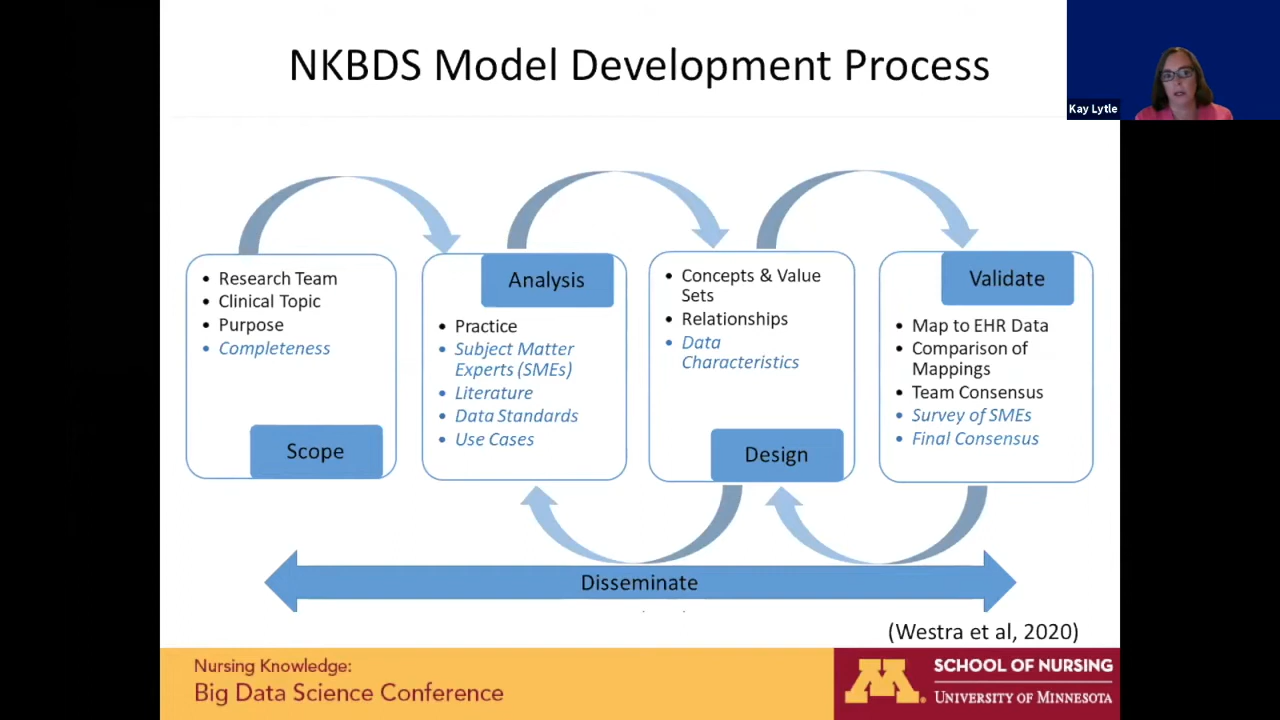 NKBDS Model Development Process
Kay Lytle
• Research Team
• Clinical Topic
• Purpose
• Completeness
Scope
Analysis
• Practice
• Subject Matter
Experts (SMEs)
• Literature
• Data Standards
• Use Cases
• Concepts & Value
Sets
• Relationships
• Data
Characteristics
Design
Validate
• Map to EHR Data
• Comparison of
Mappings
• Team Consensus
• Survey of SMEs
• Final Consensus
Disseminate
(Westra et al, 2020)
Nursing Knowledge:
Big Data Science Conference
M
SCHOOL OF NURSING
UNIVERSITY OF MINNESOTA